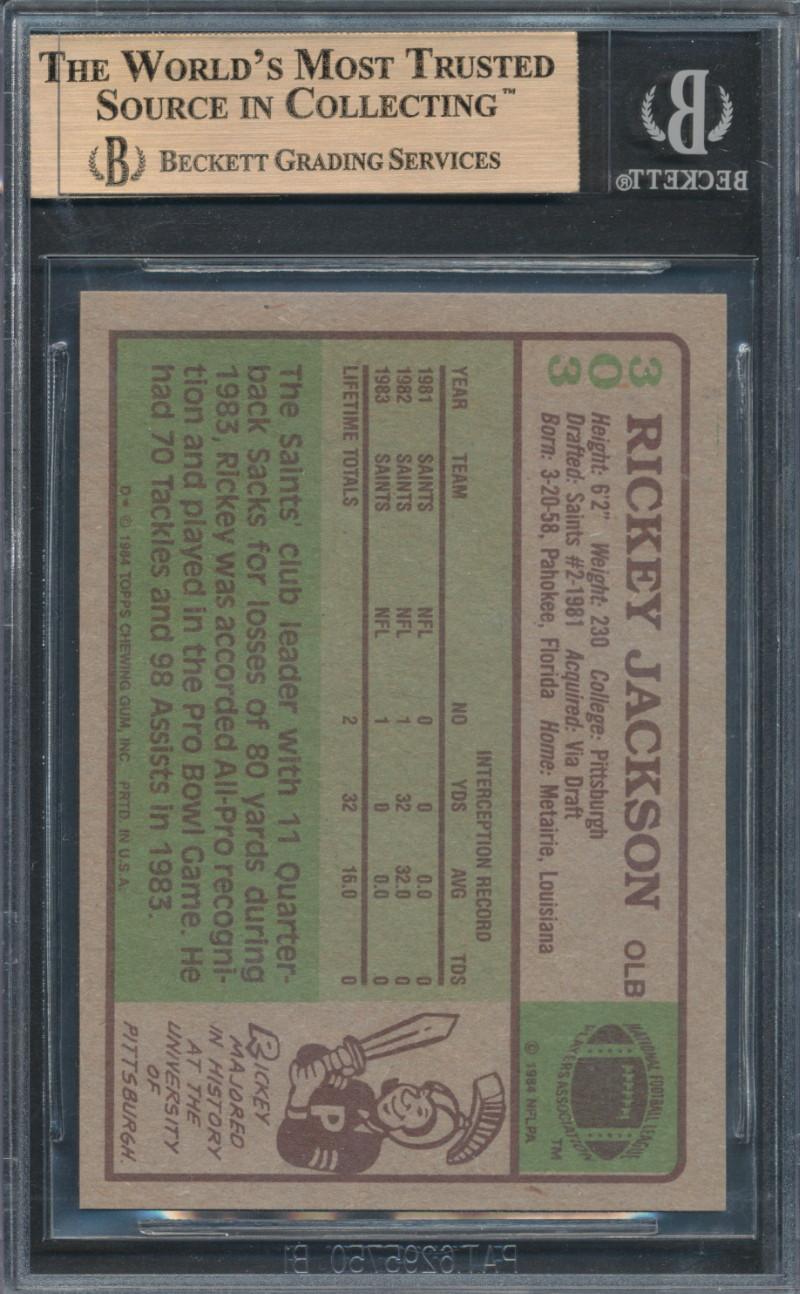 THE WORLD'S MOST TRUSTED
SOURCE IN COLLECTING™
B BECKETT GRADING SERVICES
B
BECKETT®
303
RICKEY JACKSON OLB
Height: 6'2" Weight: 230 College: Pittsburgh
Drafted: Saints #2-1981 Acquired: Via Draft
Born: 3-20-58, Pahokee, Florida Home: Metairie, Louisiana
NATIONAL FOOTBALL LEAGUE
PLAYERS ASSOCIATION
TM
© 1984 NFLPA
INTERCEPTION RECORD
YEAR TEAM NO YDS AVG TDS
1981 SAINTS NFL 0 0 0.0 0
1982 SAINTS NFL 1 32 32.0 0
1983 SAINTS NFL 1 0 0.0 0
LIFETIME TOTALS 2 32 16.0 0
The Saints' club leader with 11 Quarter-
back Sacks for losses of 80 yards during
1983, Rickey was accorded All-Pro recogni-
tion and played in the Pro Bowl Game. He
had 70 Tackles and 98 Assists in 1983.
D* © 1984 TOPPS CHEWING GUM, INC. PRTD. IN U.S.A.
P
RICKEY
MAJORED
IN HISTORY
AT THE
UNIVERSITY
OF
PITTSBURGH.
PAT.6295750 B1